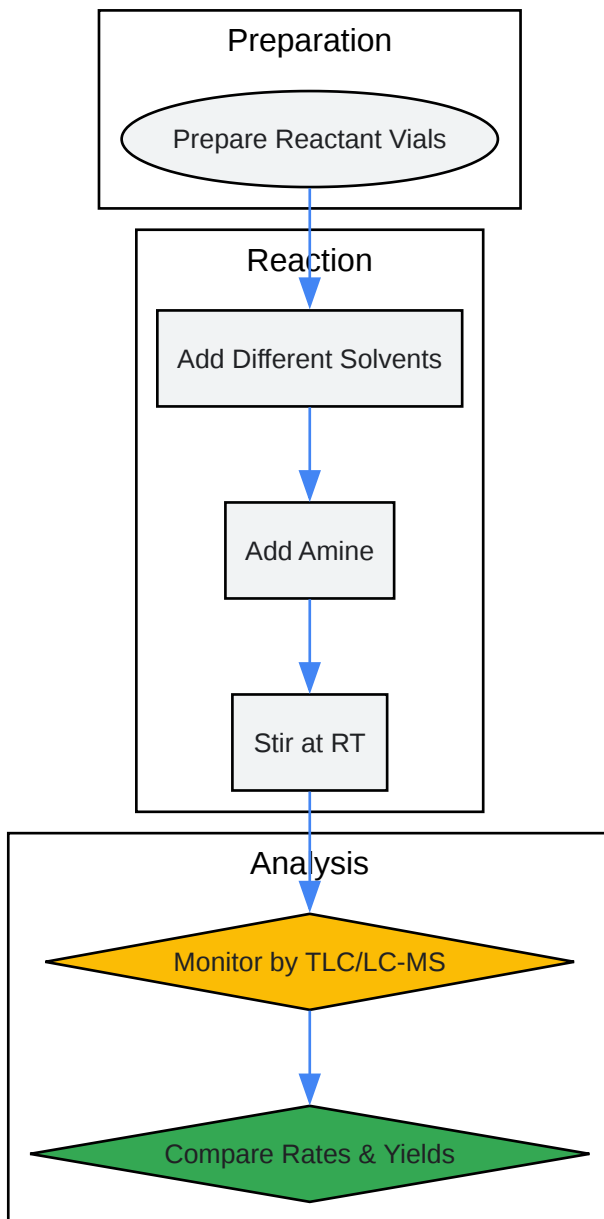 Preparation
Prepare Reactant Vials
Reaction
Add Different Solvents
Add Amine
Stir at RT
Analysis
Monitor by TLC/LC-MS
Compare Rates & Yields